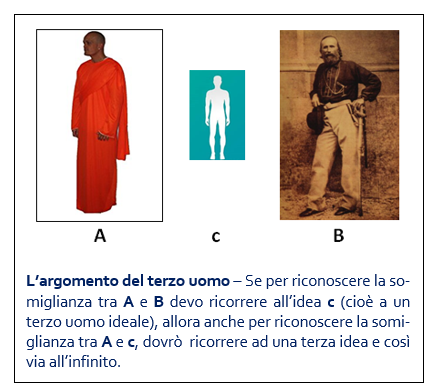 A c B
L'argomento del terzo uomo – Se per riconoscere la so-
miglianza tra A e B devo ricorrere all'idea c (cioè a un
terzo uomo ideale), allora anche per riconoscere la somi-
glianza tra A e c, dovrò ricorrere ad una terza idea e così
via all'infinito.